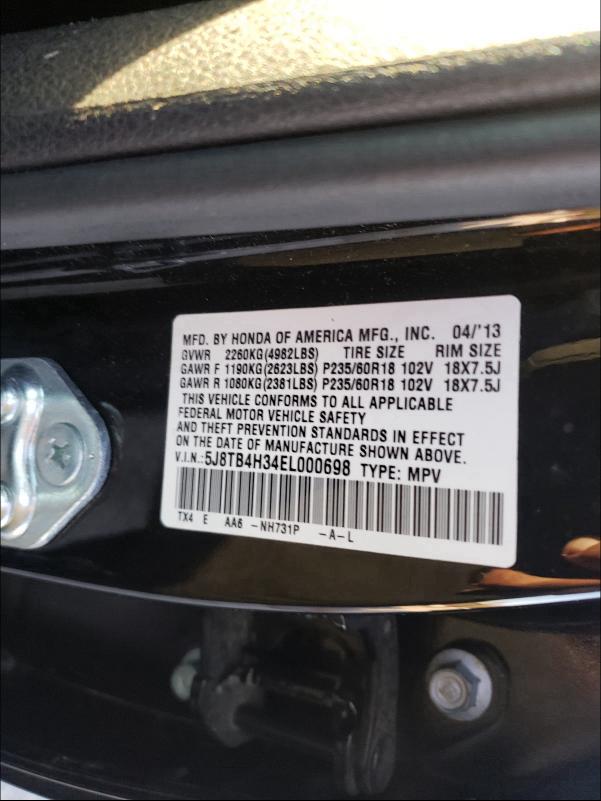 MFD. BY HONDA OF AMERICA MFG., INC. 04/'13
GVWR 2260KG(4982LBS) TIRE SIZE RIM SIZE
GAWR F 1190KG(2623LBS) P235/60R18 102V 18X7.5J
GAWR R 1080KG(2381LBS) P235/60R18 102V 18X7.5J
THIS VEHICLE CONFORMS TO ALL APPLICABLE
FEDERAL MOTOR VEHICLE SAFETY
AND THEFT PREVENTION STANDARDS IN EFFECT
ON THE DATE OF MANUFACTURE SHOWN ABOVE.
V.I.N.:5J8TB4H34EL000698 TYPE: MPV
TX4 E AA6 -NH731P -A-L